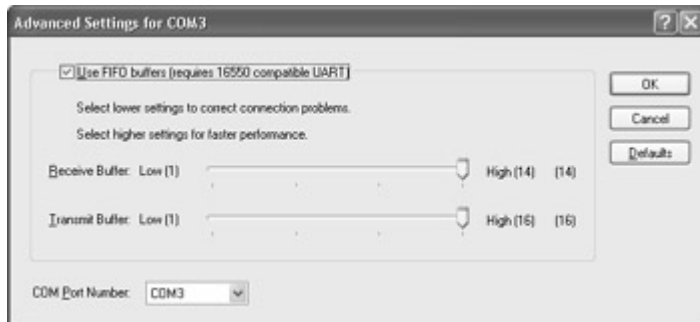 Advanced Settings for COM3
Use FIFO buffers (requires 16550 compatible UART)
OK
Select lower settings to correct connection problems.
Cancel
Select higher settings for faster performance.
Defaults
Receive Buffer: Low (1) High (14) (14)
Transmit Buffer: Low (1) High (16) (16)
COM Port Number: COM3